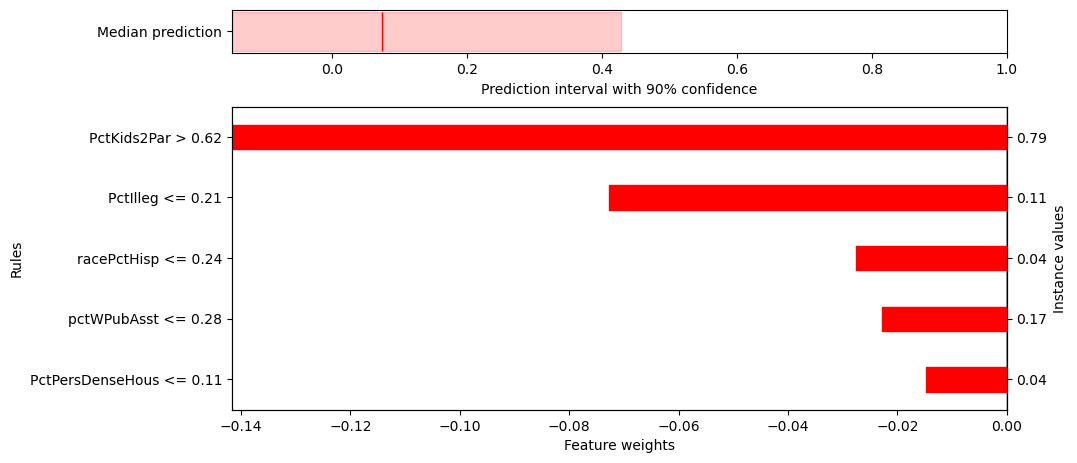 Median prediction
0.0 0.2 0.4 0.6 0.8 1.0
Prediction interval with 90% confidence
Rules
PctKids2Par > 0.62 0.79
PctIlleg <= 0.21 0.11
racePctHisp <= 0.24 0.04
pctWPubAsst <= 0.28 0.17
PctPersDenseHous <= 0.11 0.04
Instance values
−0.14 −0.12 −0.10 −0.08 −0.06 −0.04 −0.02 0.00
Feature weights